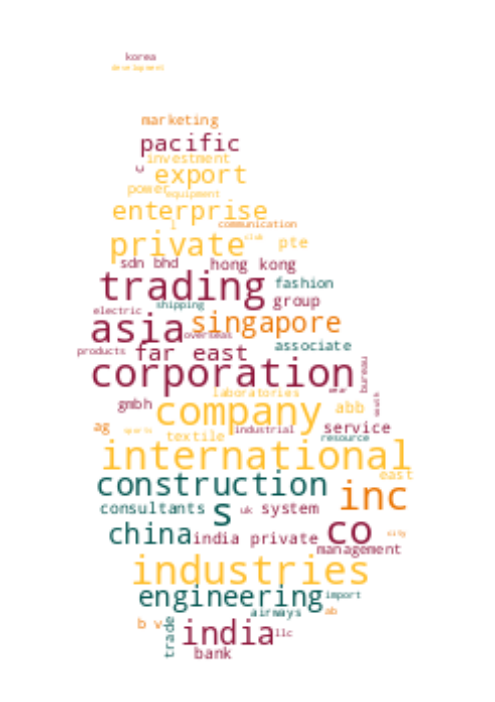 korea
development
marketing
pacific
investment
export
power
equipment
enterprise
communication
private
club
pte
sdn bhd
hong kong
trading
fashion
group
shipping
electric
asia
singapore
overseas
associate
products
far east
corporation
bureau
laboratories
gmbh
company
abb
ag
sports
textile
industrial
service
resource
international
east
construction
inc
consultants
s
uk
system
co
china
india private
city
management
industries
engineering
import
airways
ab
b v
trade
india
llc
bank